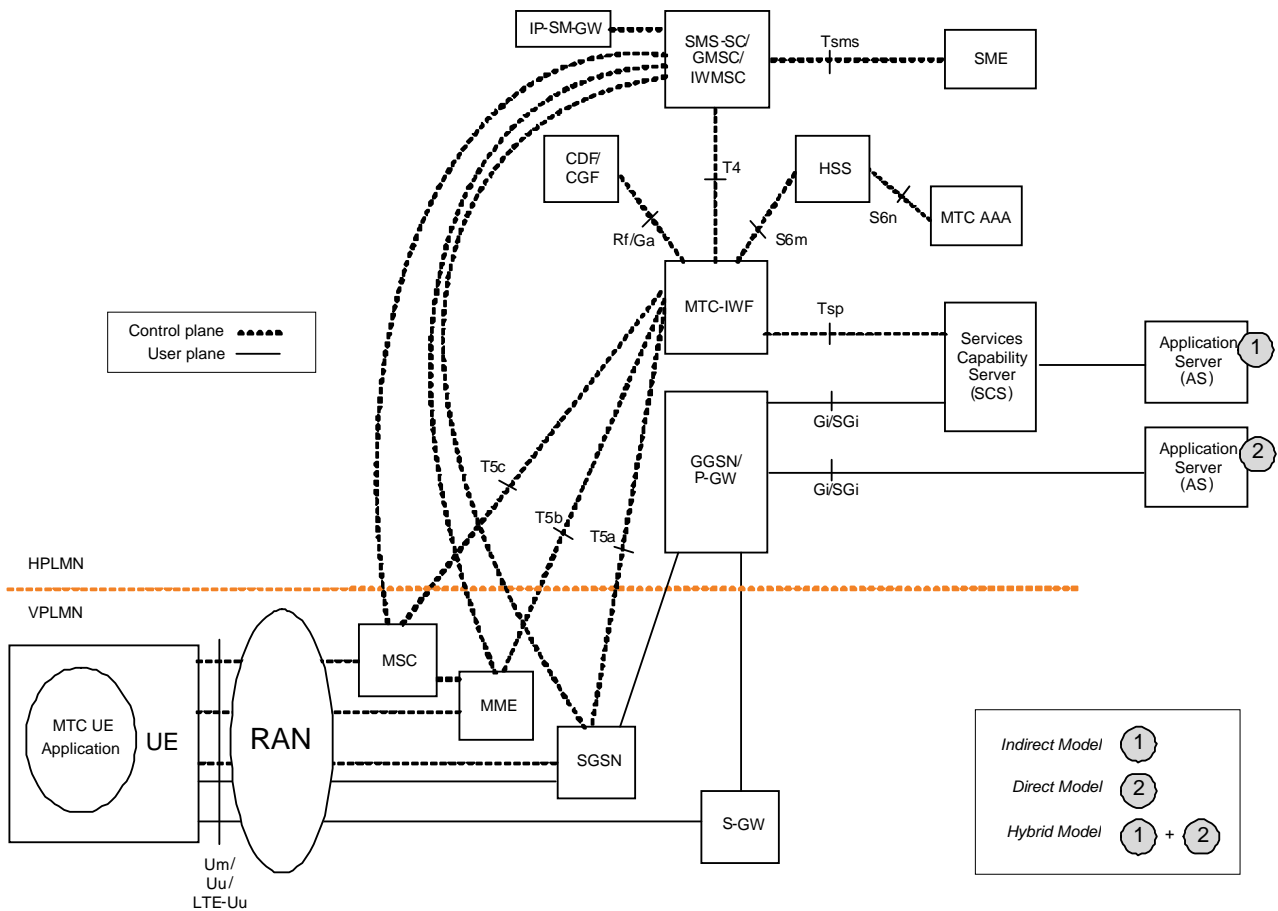 IP-SM-GW
SMS-SC/
GMSC/
IWMSC
Tsms
SME
CDF/
CGF
T4
HSS
S6n
MTC AAA
Rf/Ga
S6m
MTC-IWF
Control plane
User plane
Tsp
Services
Capability
Server
(SCS)
Application
Server
(AS)
1
Gi/SGi
GGSN/
P-GW
Gi/SGi
Application
Server
(AS)
2
T5c
T5b
T5a
HPLMN
VPLMN
MSC
MME
SGSN
S-GW
MTC UE
Application
UE
RAN
Um/
Uu/
LTE-Uu
Indirect Model 1
Direct Model 2
Hybrid Model 1 + 2